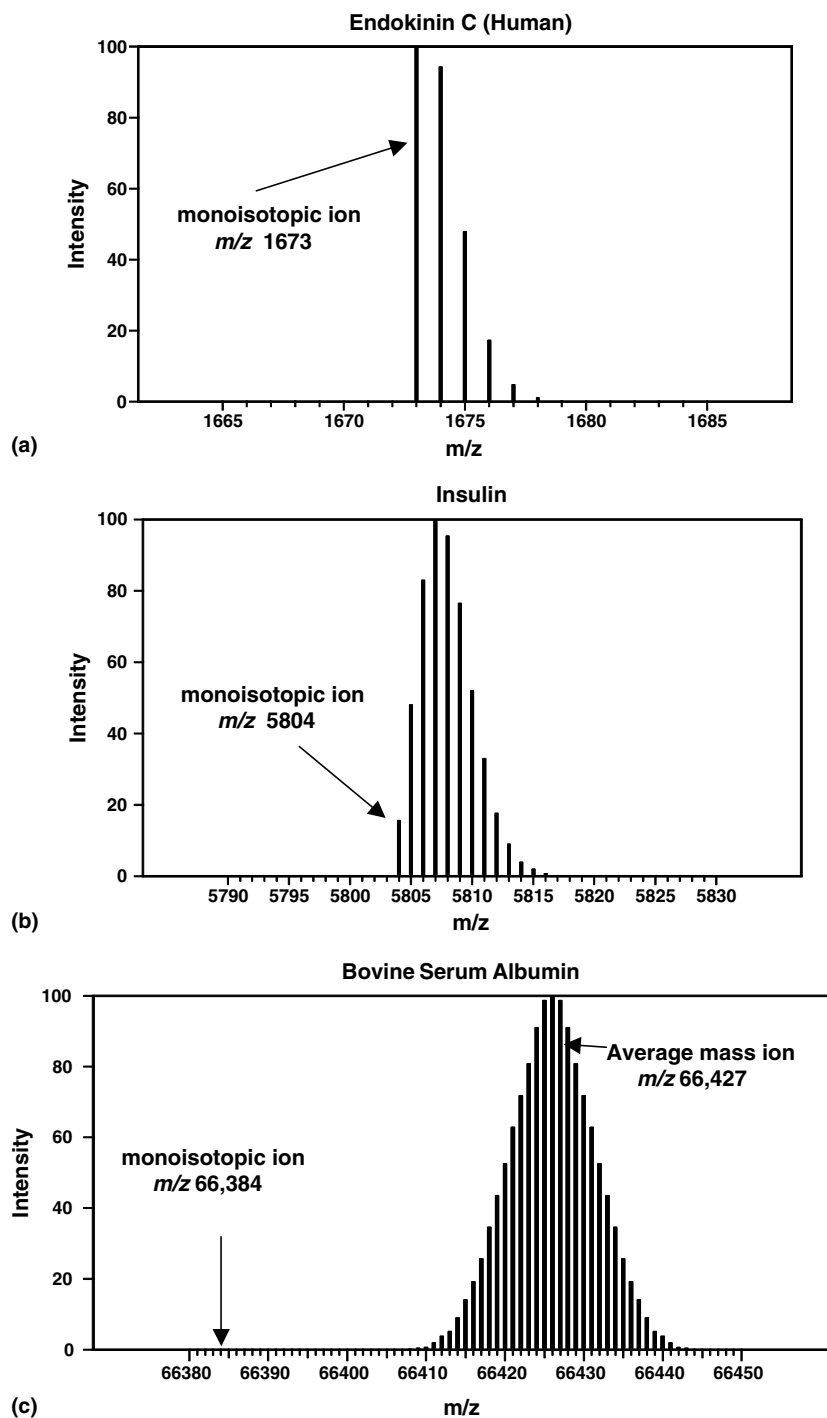 Endokinin C (Human)
100
80
60
40
20
0
Intensity
monoisotopic ion
m/z 1673
1665 1670 1675 1680 1685
m/z
(a)
Insulin
100
80
60
40
20
0
Intensity
monoisotopic ion
m/z 5804
5790 5795 5800 5805 5810 5815 5820 5825 5830
m/z
(b)
Bovine Serum Albumin
100
80
60
40
20
0
Intensity
Average mass ion
m/z 66,427
monoisotopic ion
m/z 66,384
66380 66390 66400 66410 66420 66430 66440 66450
m/z
(c)